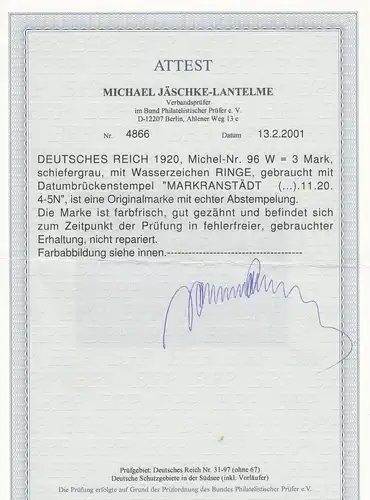 ATTEST
MICHAEL JÄSCHKE-LANTELME
Verbandsprüfer
im Bund Philatelistischer Prüfer e. V.
D-12207 Berlin, Ahlener Weg 13 c
Nr. 4866 Datum 13.2.2001
DEUTSCHES REICH 1920, Michel-Nr. 96 W = 3 Mark,
schiefergrau, mit Wasserzeichen RINGE, gebraucht mit
Datumbrückenstempel "MARKRANSTÄDT (...).11.20.
4-5N", ist eine Originalmarke mit echter Abstempelung.
Die Marke ist farbfrisch, gut gezähnt und befindet sich
zum Zeitpunkt der Prüfung in fehlerfreier, gebrauchter
Erhaltung, nicht repariert.
Farbabbildung siehe innen.---------------------------------------
Prüfgebiet: Deutsches Reich Nr. 31-97 (ohne 67)
Deutsche Schutzgebiete in der Südsee (inkl. Vorläufer)
Die Prüfung erfolgte auf Grund der Prüfordnung des Bundes Philatelistischer Prüfer e. V.